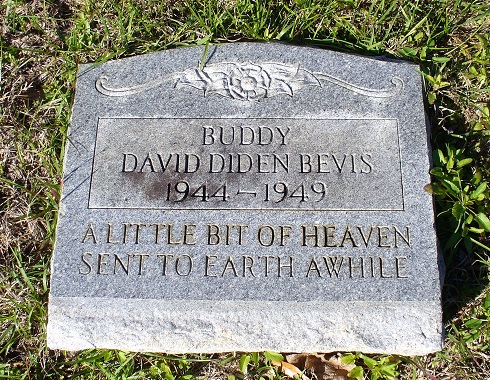 BUDDY
DAVID DIDEN BEVIS
1944-1949
A LITTLE BIT OF HEAVEN
SENT TO EARTH AWHILE